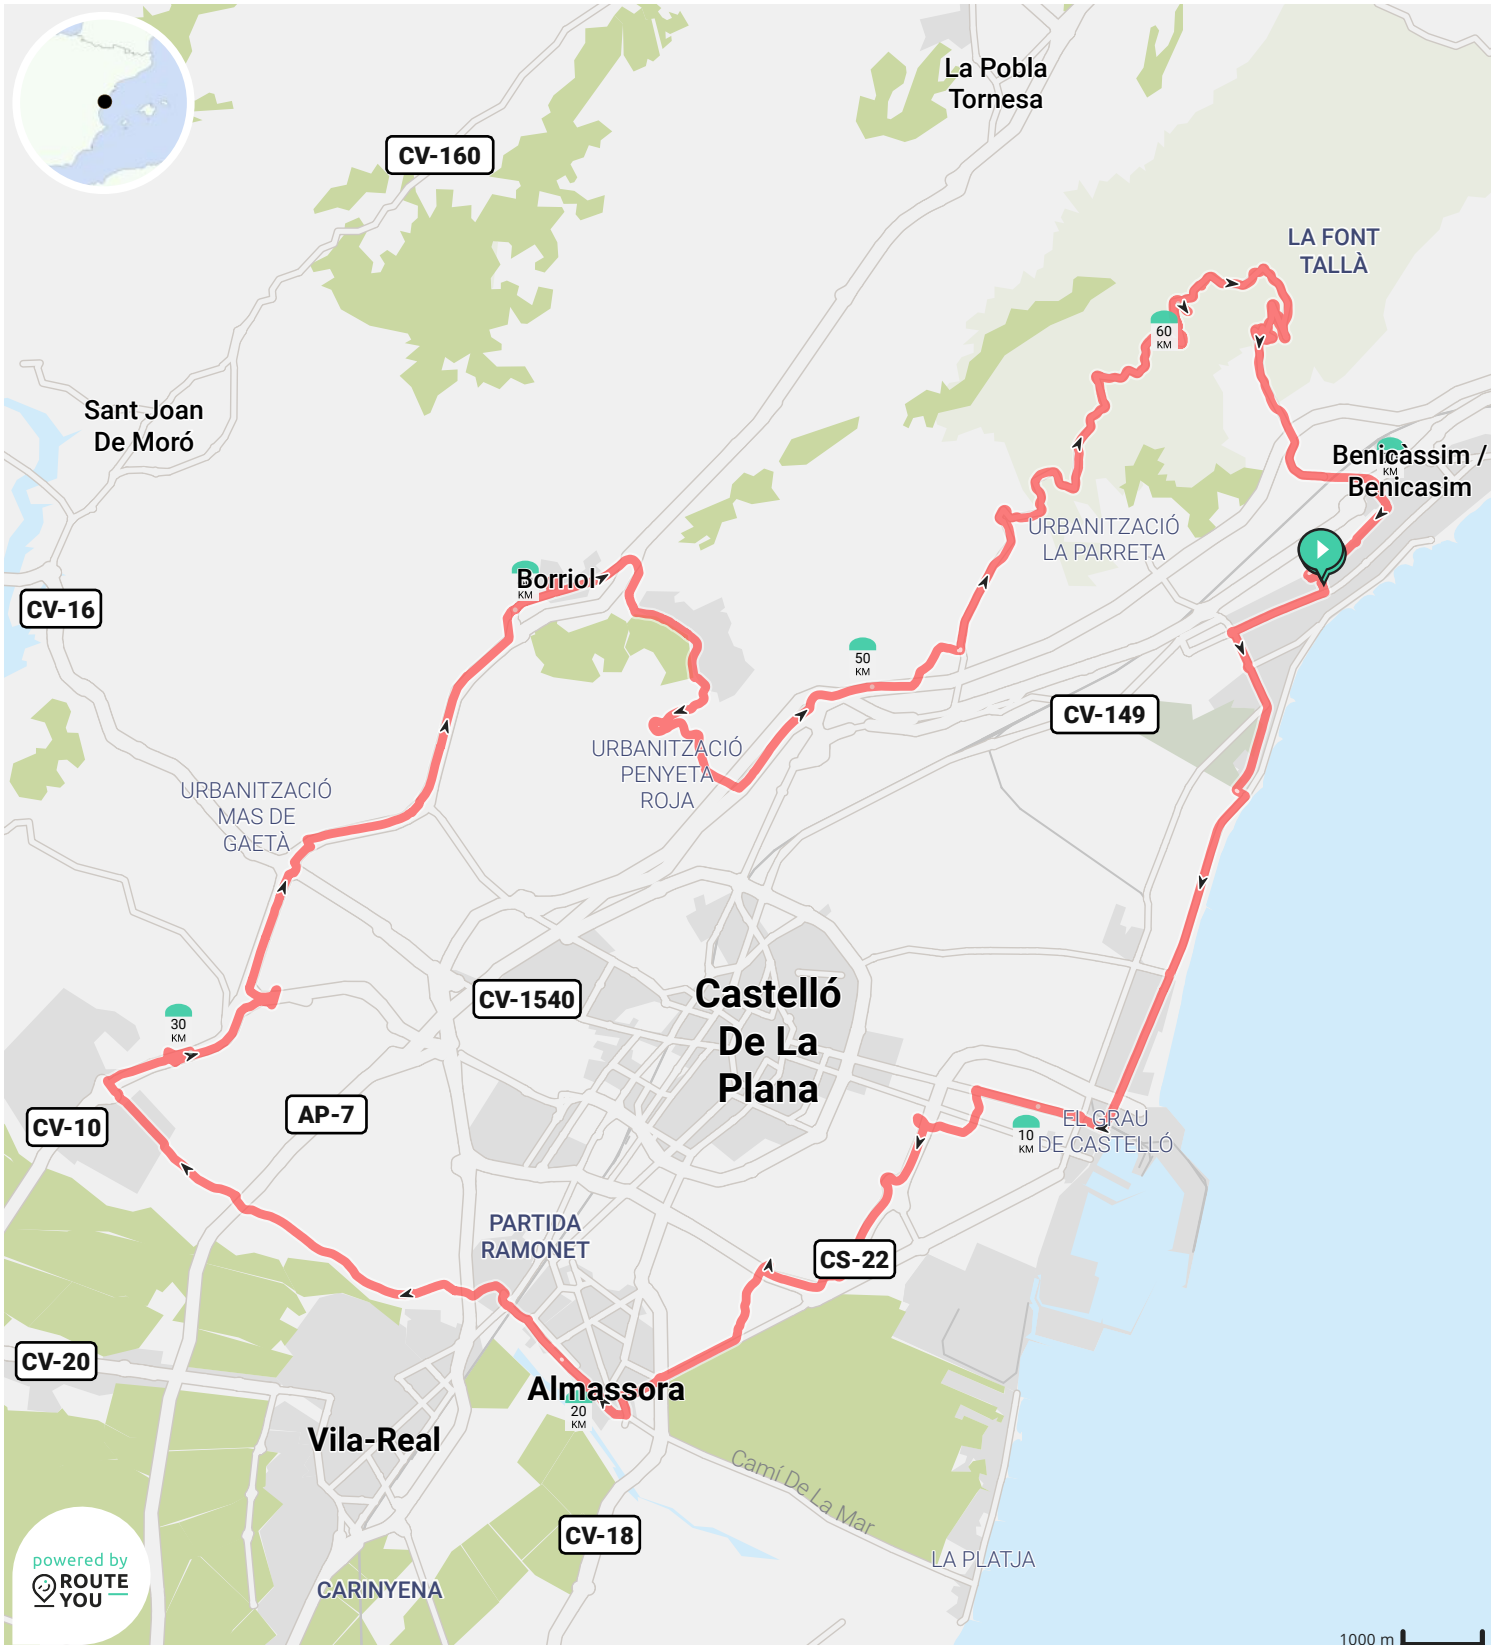 La Pobla
Tornesa
CV-160
LA FONT
TALLÀ
60
KM
Sant Joan
De Moró
Benicàssim /
KM
Benicasim
URBANITZACIÓ
LA PARRETA
Borriol
KM
CV-16
50
KM
CV-149
URBANITZACIÓ
PENYETA
ROJA
URBANITZACIÓ
MAS DE
GAETÀ
CV-1540
Castelló
De La
Plana
30
KM
CV-10
AP-7
EL GRAU
DE CASTELLÓ
10
KM
PARTIDA
RAMONET
CS-22
CV-20
Almassora
20
KM
Vila-Real
Camí De La Mar
CV-18
LA PLATJA
CARINYENA
powered by
ROUTE
YOU
1000 m